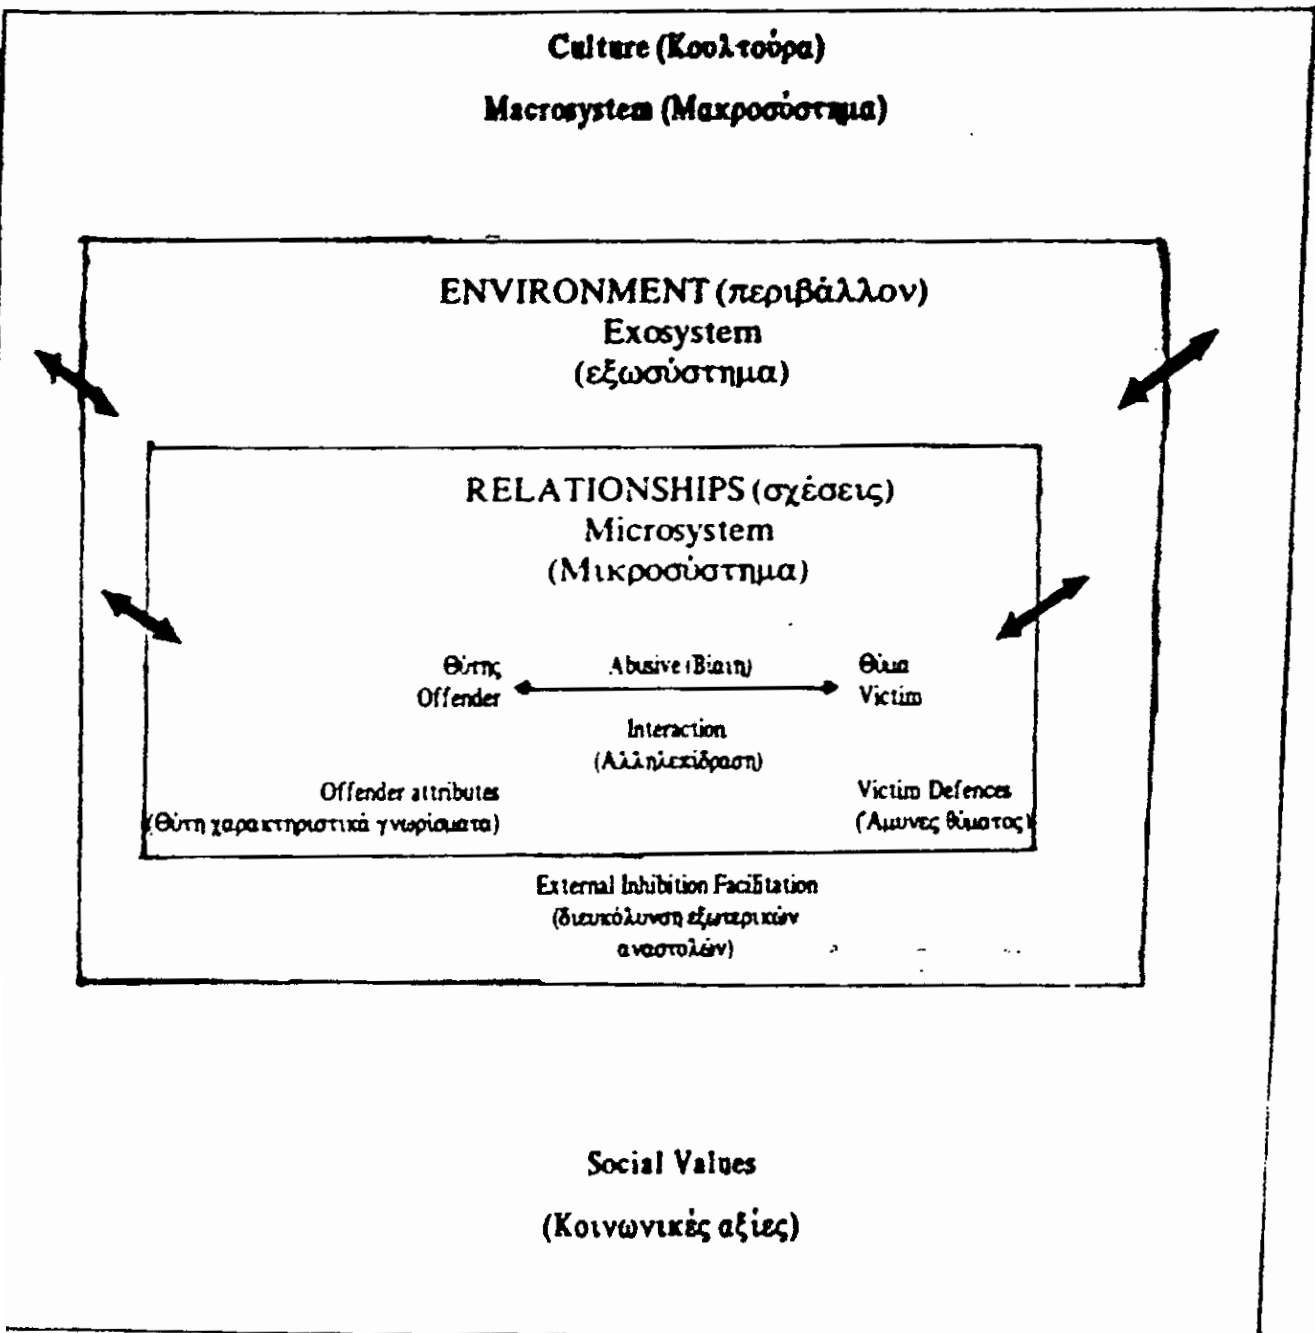 Culture (Κουλτούρα)
Macrosystem (Μακροσύστημα)
ENVIRONMENT (περιβάλλον)
Exosystem
(εξωσύστημα)
RELATIONSHIPS (σχέσεις)
Microsystem
(Μικροσύστημα)
Θύτης Abusive (Βίαιη) Θύμα
Offender Victim
Interaction
(Αλληλεπίδραση)
Offender attributes Victim Defences
(Θύτη χαρακτηριστικά γνωρίσματα) (Άμυνες θύματος)
External Inhibition Facilitation
(διευκόλυνση εξωτερικών
αναστολών)
Social Values
(Κοινωνικές αξίες)